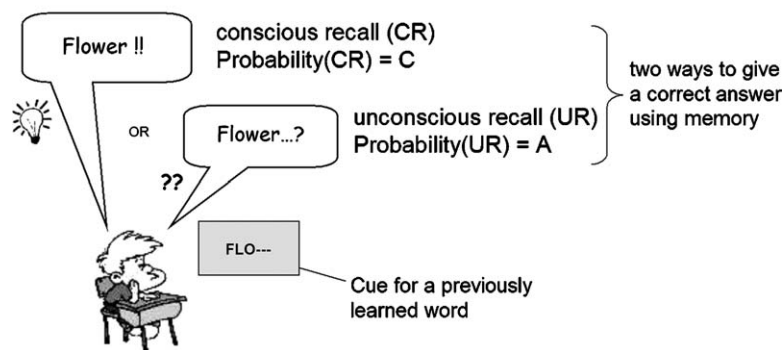 Flower !!
conscious recall (CR)
Probability(CR) = C
two ways to give
a correct answer
using memory
OR
Flower...?
unconscious recall (UR)
Probability(UR) = A
??
FLO---
Cue for a previously
learned word